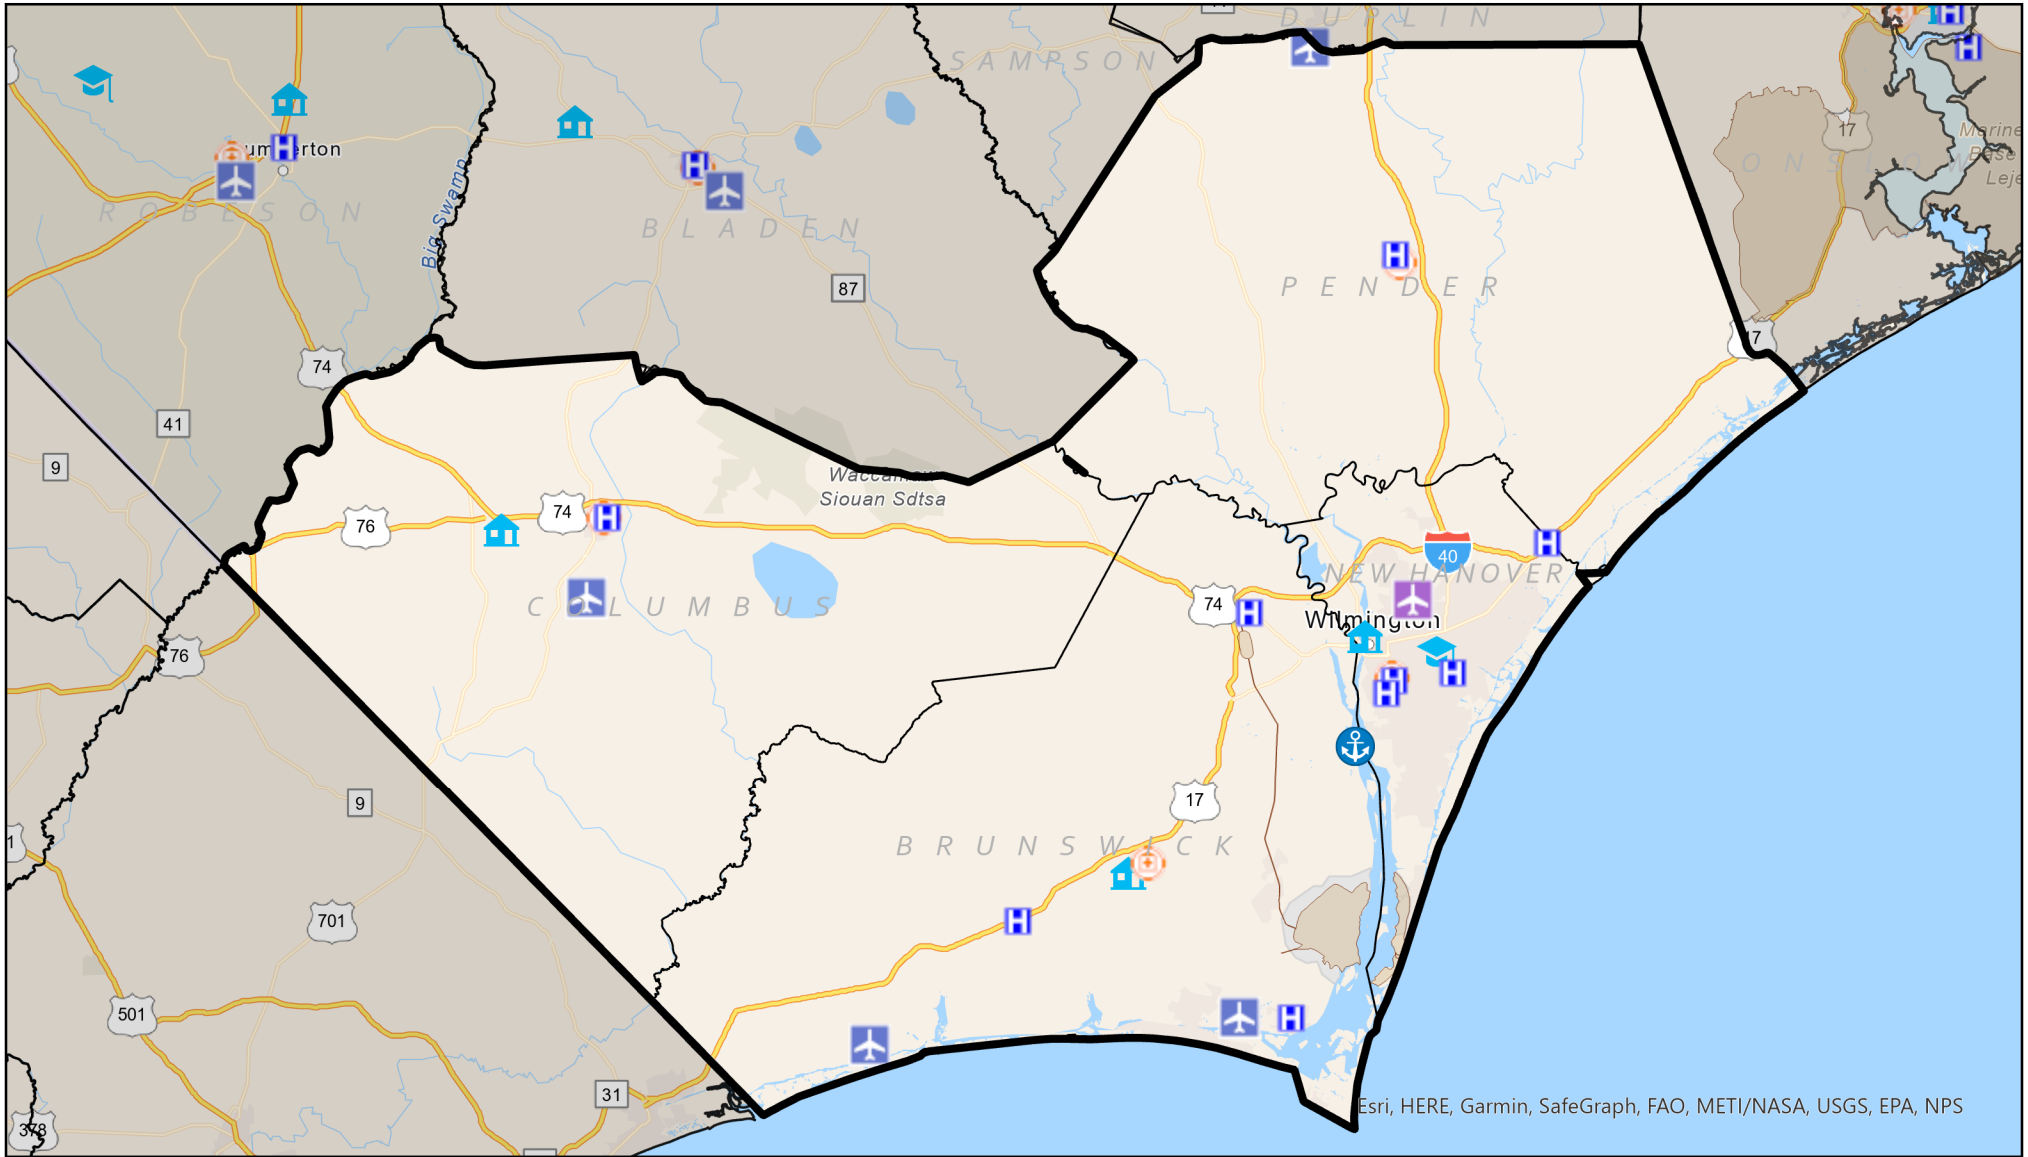 DUPLIN
SAMPSON
17
Marine
Base
Leje
ONSLOW
umberton
ROBESON
Big Swamp
BLADEN
87
PENDER
17
74
41
9
Waccamaw
Siouan Sdtsa
76
74
40
NEW HANOVER
COLUMBUS
74
Wilmington
76
17
9
BRUNSWICK
701
501
31
Esri, HERE, Garmin, SafeGraph, FAO, METI/NASA, USGS, EPA, NPS
378
H
H
H
H
H
H
H
H
H
H
H
H
H